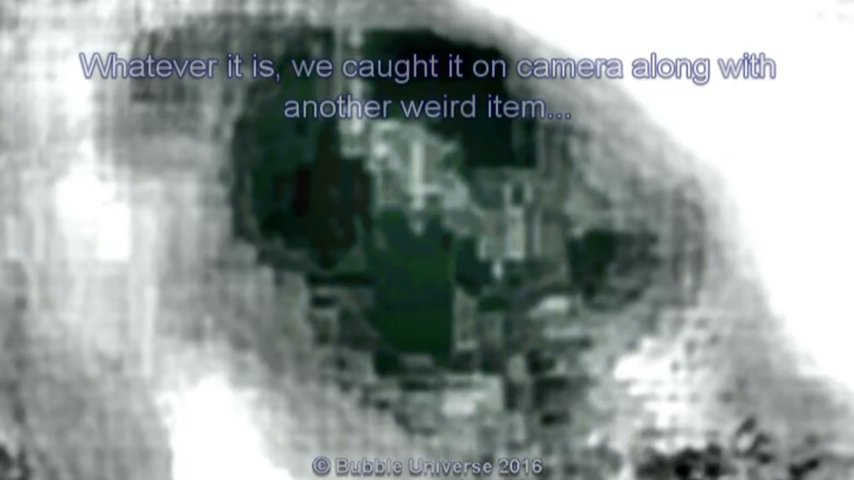 Whatever it is, we caught it on camera along with
another weird item...
© Bubble Universe 2016